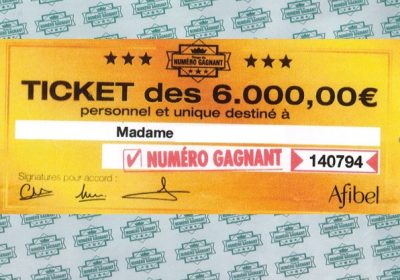 NUMÉRO GAGNANT
TICKET des 6.000,00€
personnel et unique destiné à
Madame
NUMÉRO GAGNANT 140794
Signatures pour accord :
Afibel